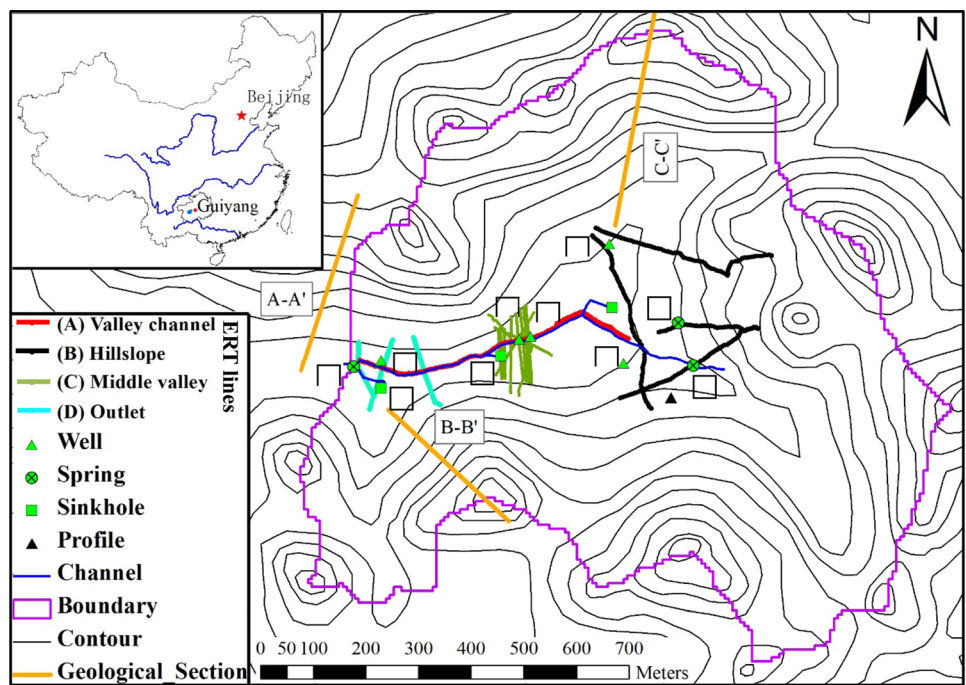 Beijing
Guiyang
N
C-C'
A-A'
B-B'
ERT lines
(A) Valley channel
(B) Hillslope
(C) Middle valley
(D) Outlet
Well
Spring
Sinkhole
Profile
Channel
Boundary
Contour
Geological_Section
0 50 100 200 300 400 500 600 700
Meters